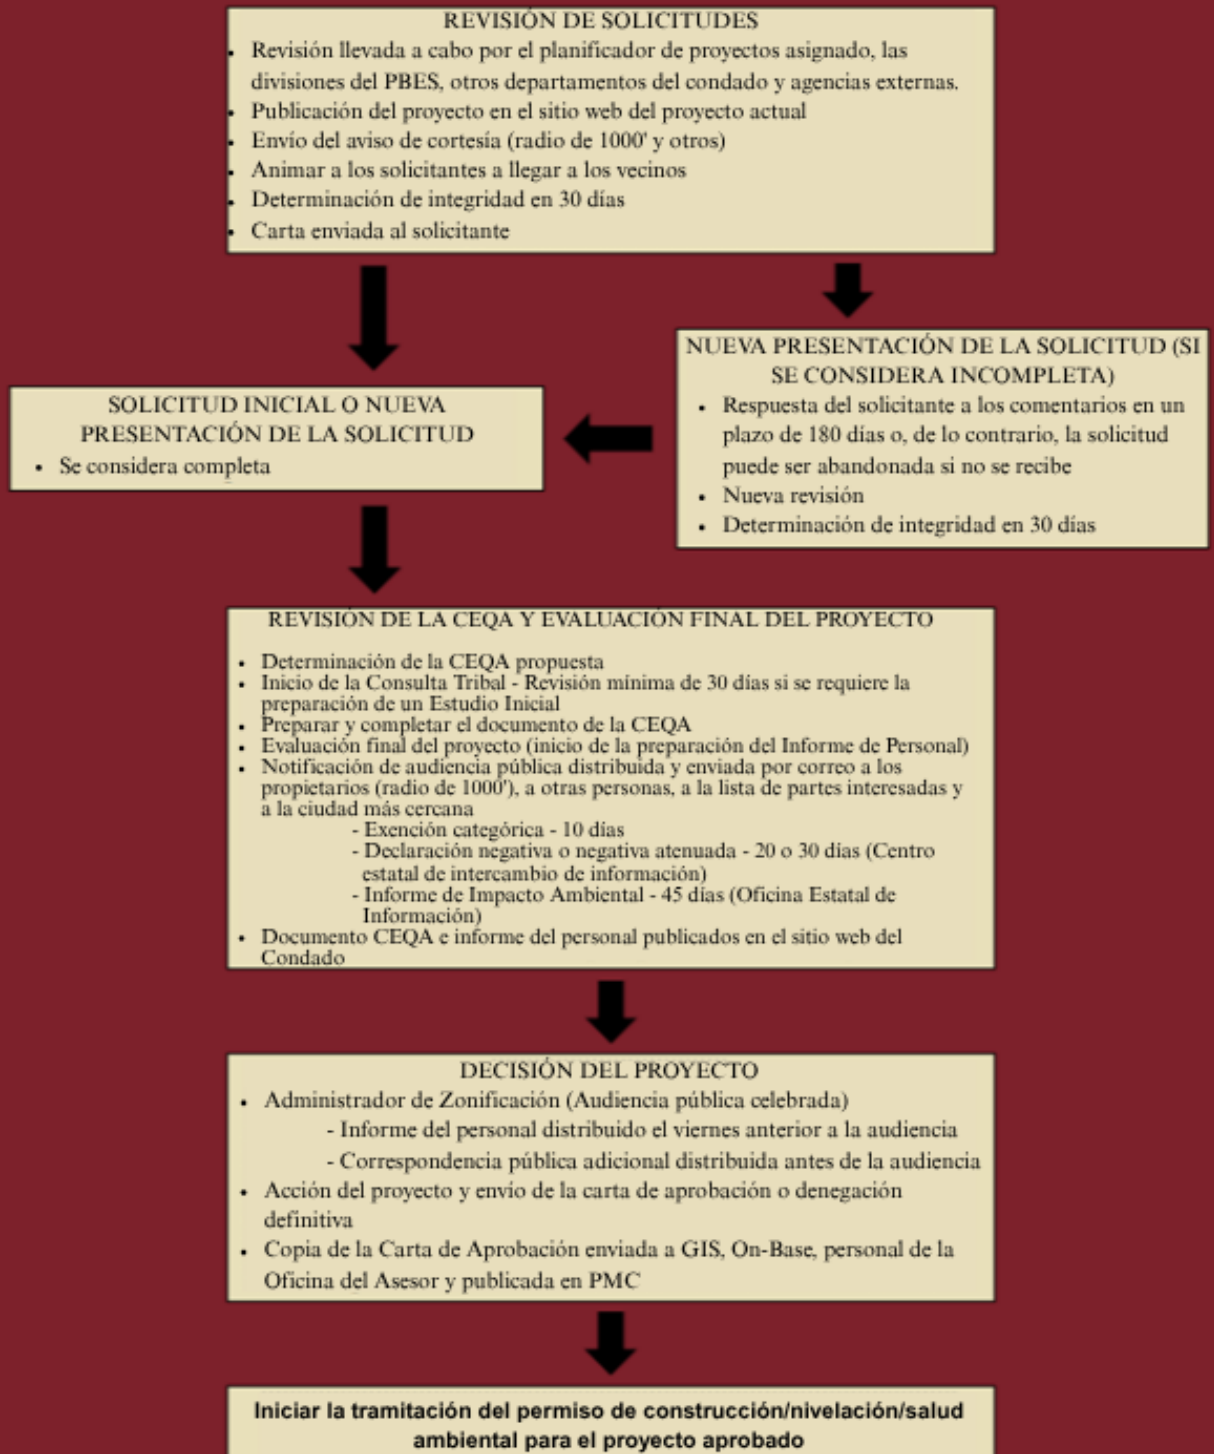 REVISIÓN DE SOLICITUDES
• Revisión llevada a cabo por el planificador de proyectos asignado, las
divisiones del PBES, otros departamentos del condado y agencias externas.
• Publicación del proyecto en el sitio web del proyecto actual
• Envío del aviso de cortesía (radio de 1000' y otros)
• Animar a los solicitantes a llegar a los vecinos
• Determinación de integridad en 30 días
• Carta enviada al solicitante
NUEVA PRESENTACIÓN DE LA SOLICITUD (SI
SE CONSIDERA INCOMPLETA)
• Respuesta del solicitante a los comentarios en un
plazo de 180 días o, de lo contrario, la solicitud
puede ser abandonada si no se recibe
• Nueva revisión
• Determinación de integridad en 30 días
SOLICITUD INICIAL O NUEVA
PRESENTACIÓN DE LA SOLICITUD
• Se considera completa
REVISIÓN DE LA CEQA Y EVALUACIÓN FINAL DEL PROYECTO
• Determinación de la CEQA propuesta
• Inicio de la Consulta Tribal - Revisión mínima de 30 días si se requiere la
preparación de un Estudio Inicial
• Preparar y completar el documento de la CEQA
• Evaluación final del proyecto (inicio de la preparación del Informe de Personal)
• Notificación de audiencia pública distribuida y enviada por correo a los
propietarios (radio de 1000'), a otras personas, a la lista de partes interesadas y
a la ciudad más cercana
- Exención categórica - 10 días
- Declaración negativa o negativa atenuada - 20 o 30 días (Centro
estatal de intercambio de información)
- Informe de Impacto Ambiental - 45 días (Oficina Estatal de
Información)
• Documento CEQA e informe del personal publicados en el sitio web del
Condado
DECISIÓN DEL PROYECTO
• Administrador de Zonificación (Audiencia pública celebrada)
- Informe del personal distribuido el viernes anterior a la audiencia
- Correspondencia pública adicional distribuida antes de la audiencia
• Acción del proyecto y envío de la carta de aprobación o denegación
definitiva
• Copia de la Carta de Aprobación enviada a GIS, On-Base, personal de la
Oficina del Asesor y publicada en PMC
Iniciar la tramitación del permiso de construcción/nivelación/salud
ambiental para el proyecto aprobado